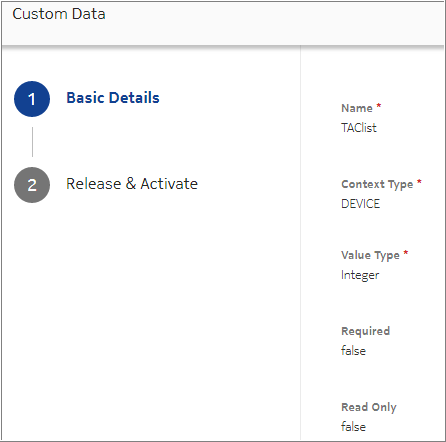 Custom Data
1 Basic Details
2 Release & Activate
Name *
TAClist
Context Type *
DEVICE
Value Type *
Integer
Required
false
Read Only
false